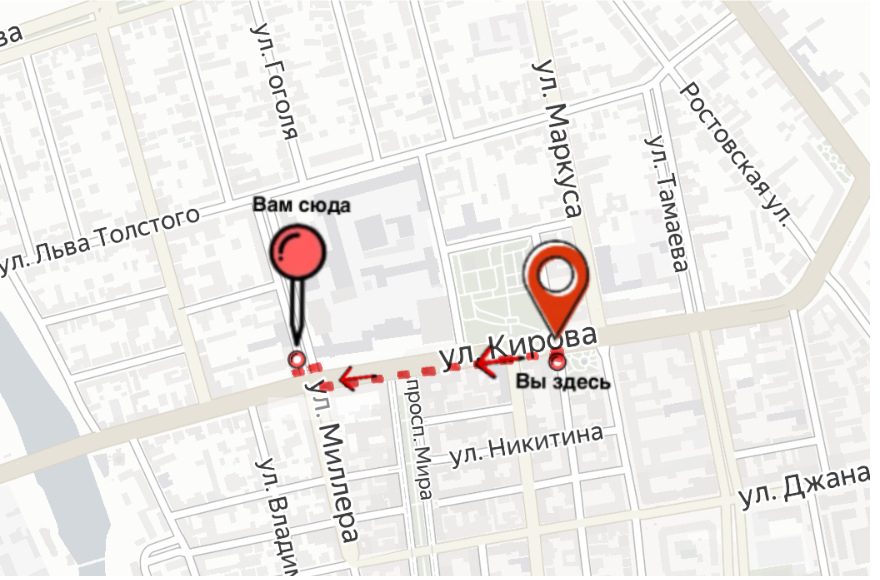 ва
ул. Гоголя
ул. Маркуса
Ростовская ул.
ул. Тамаева
Вам сюда
ул. Льва Толстого
ул. Кирова
Вы здесь
ул. Миллера
просп. Мира
ул. Никитина
ул. Владим
ул. Джана